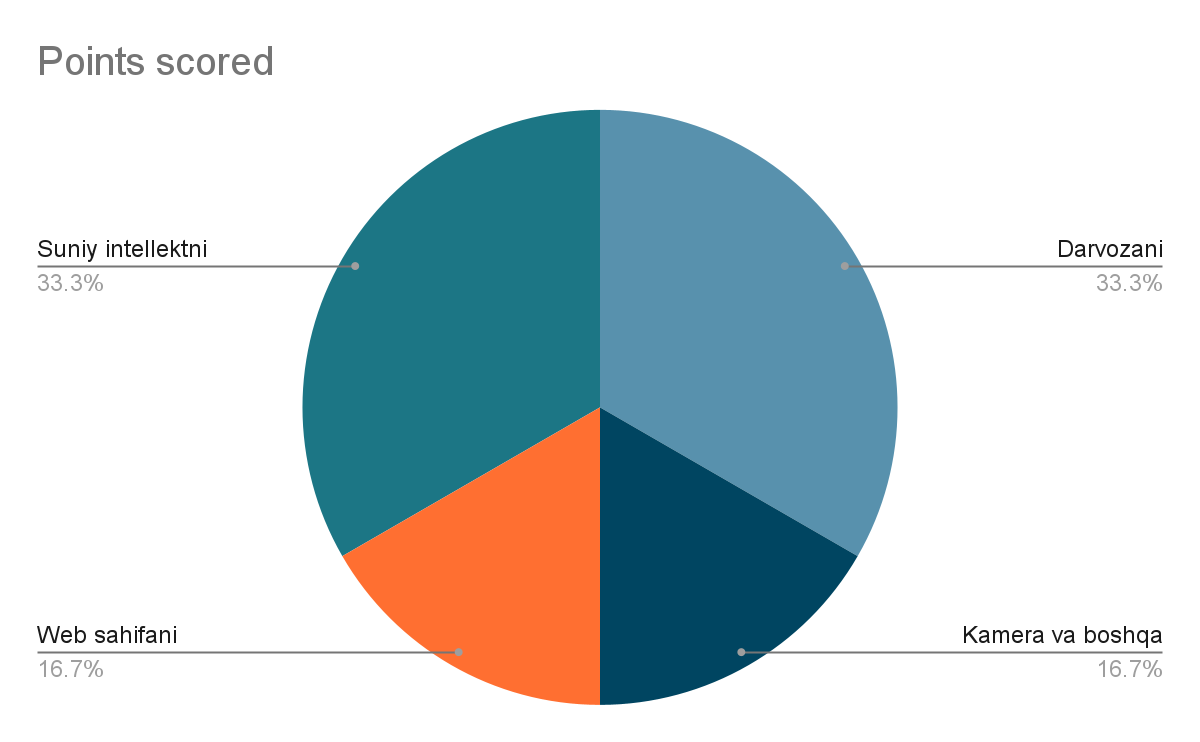 Points scored
Suniy intellektni
33.3%
Darvozani
33.3%
Web sahifani
16.7%
Kamera va boshqa
16.7%